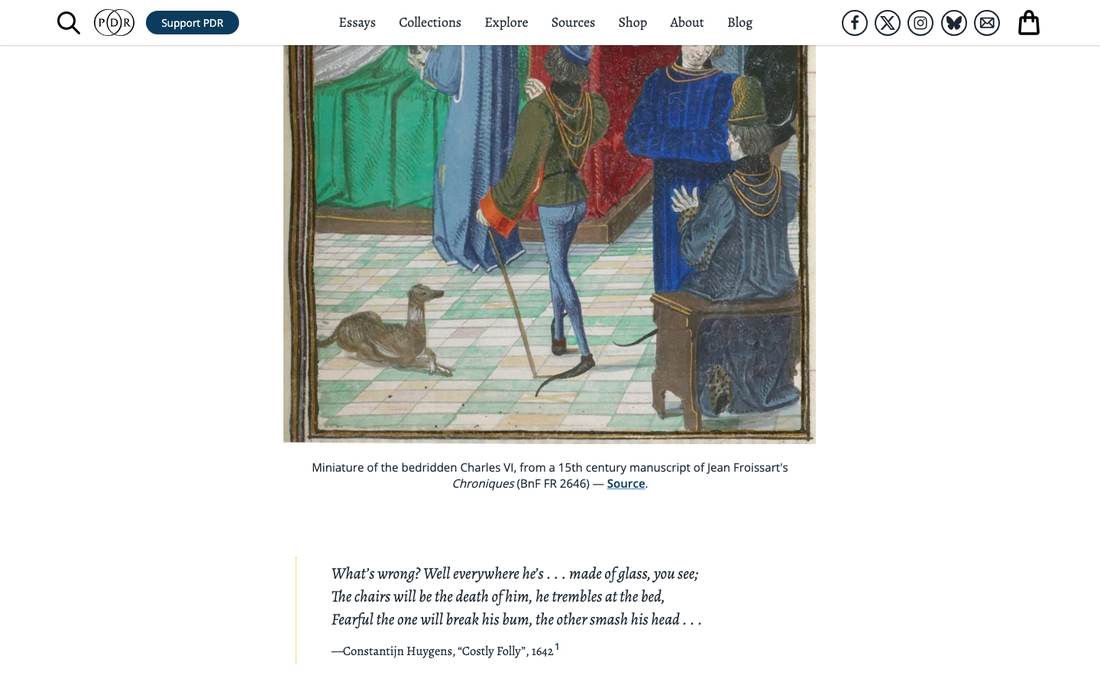 PDR Support PDR Essays Collections Explore Sources Shop About Blog
Miniature of the bedridden Charles VI, from a 15th century manuscript of Jean Froissart's
Chroniques (BnF FR 2646) — Source.
What's wrong? Well everywhere he's . . . made of glass, you see;
The chairs will be the death of him, he trembles at the bed,
Fearful the one will break his bum, the other smash his head . . .
—Constantijn Huygens, “Costly Folly”, 1642¹